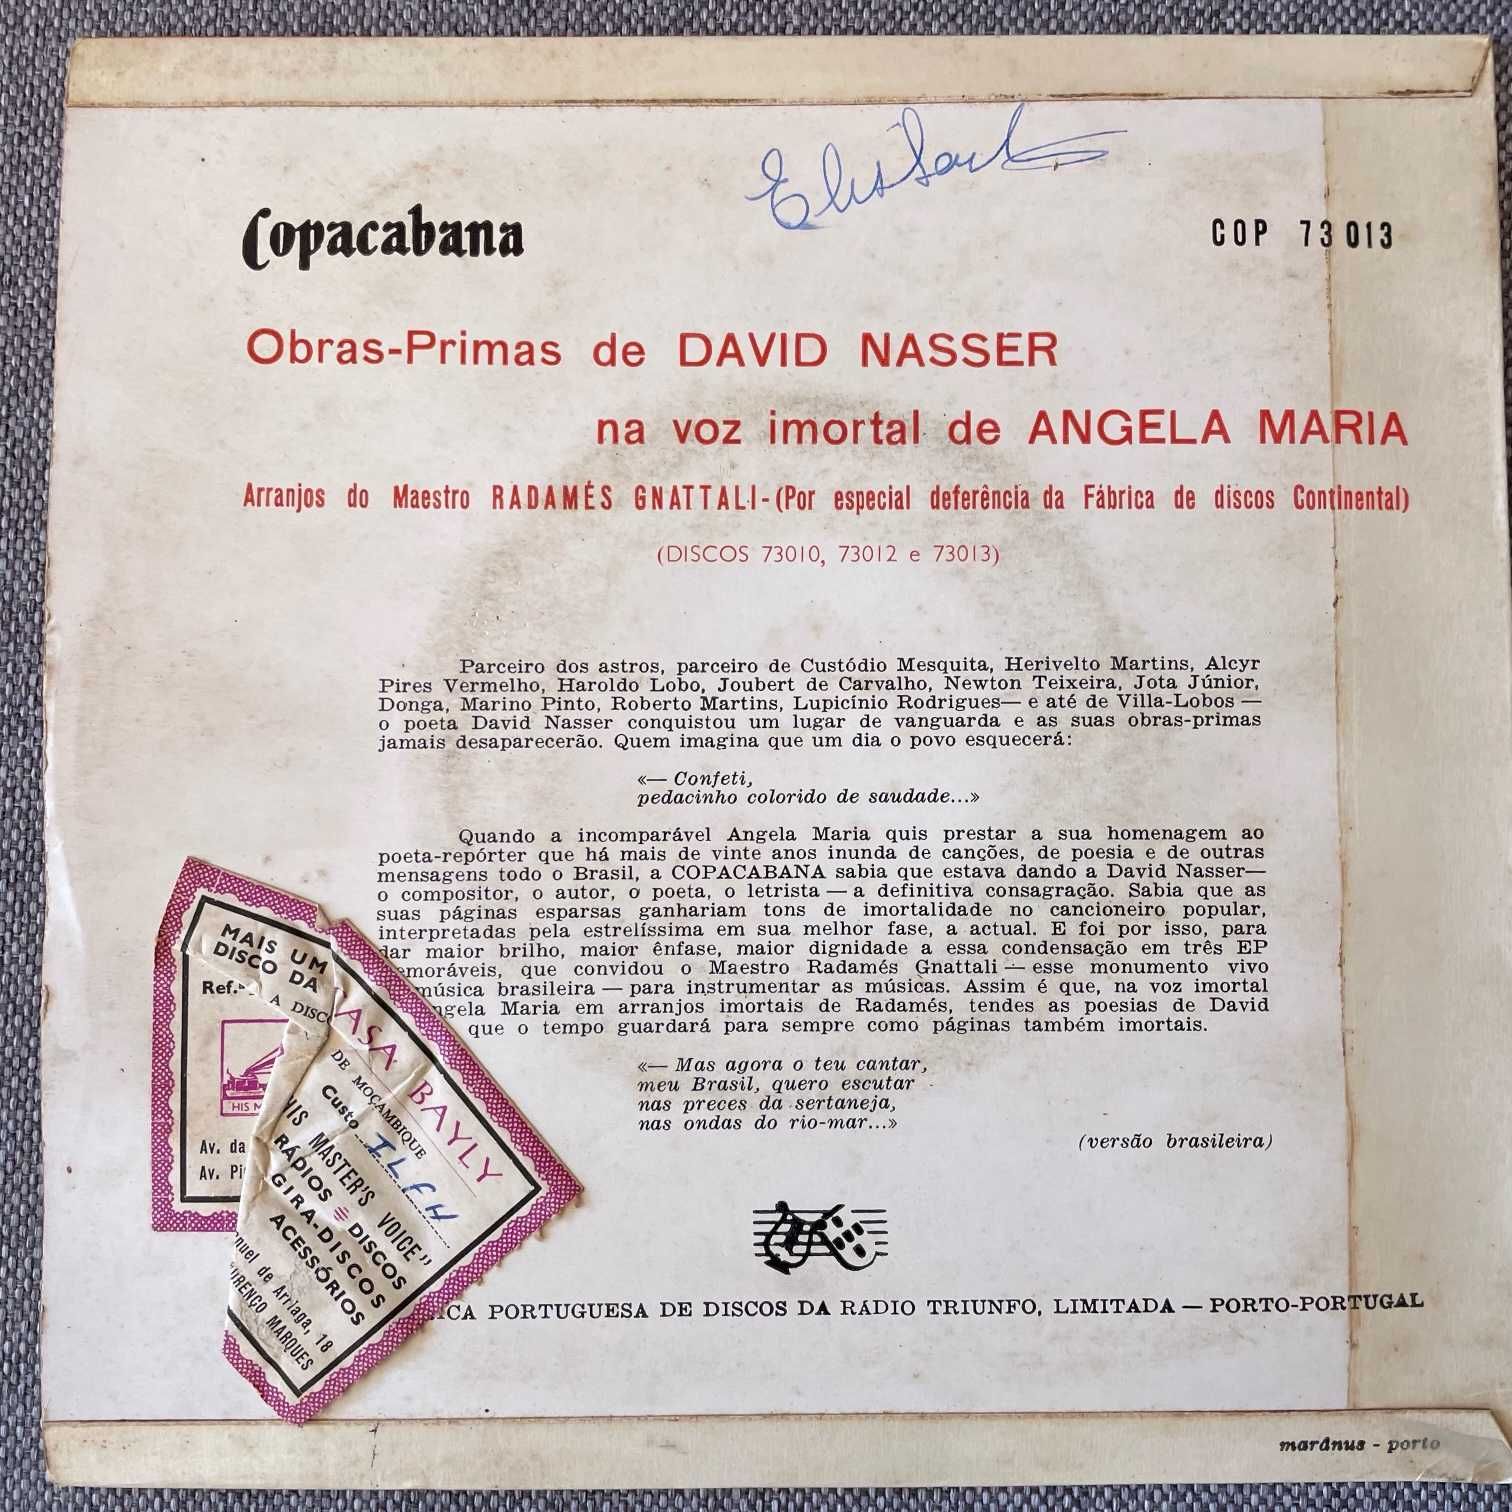 Copacabana
COP 73 013
Obras-Primas de DAVID NASSER
na voz imortal de ANGELA MARIA
Arranjos do Maestro RADAMÉS GNATTALI-(Por especial deferência da Fábrica de discos Continental)
(DISCOS 73010, 73012 e 73013)
Parceiro dos astros, parceiro de Custódio Mesquita, Herivelto Martins, Alcyr
Pires Vermelho, Haroldo Lobo, Joubert de Carvalho, Newton Teixeira, Jota Júnior,
Donga, Marino Pinto, Roberto Martins, Lupicínio Rodrigues— e até de Villa-Lobos —
o poeta David Nasser conquistou um lugar de vanguarda e as suas obras-primas
jamais desaparecerão. Quem imagina que um dia o povo esquecerá:
«— Confeti,
pedacinho colorido de saudade...»
Quando a incomparável Angela Maria quis prestar a sua homenagem ao
poeta-repórter que há mais de vinte anos inunda de canções, de poesia e de outras
mensagens todo o Brasil, a COPACABANA sabia que estava dando a David Nasser—
o compositor, o autor, o poeta, o letrista — a definitiva consagração. Sabia que as
suas páginas esparsas ganhariam tons de imortalidade no cancioneiro popular,
interpretadas pela estrelíssima em sua melhor fase, a actual. E foi por isso, para
dar maior brilho, maior ênfase, maior dignidade a essa condensação em três EP
emoráveis, que convidou o Maestro Radamés Gnattali — esse monumento vivo
música brasileira — para instrumentar as músicas. Assim é que, na voz imortal
ngela Maria em arranjos imortais de Radamés, tendes as poesias de David
que o tempo guardará para sempre como páginas também imortais.
«— Mas agora o teu cantar,
meu Brasil, quero escutar
nas preces da sertaneja,
nas ondas do rio-mar...»
(versão brasileira)
ICA PORTUGUESA DE DISCOS DA RÁDIO TRIUNFO, LIMITADA — PORTO-PORTUGAL
marânus - porto
MAIS UM
DISCO DA
Ref.ª
A DISC
HIS M
Av. da
Av. Pi
ASA BAYLY
DE MOÇAMBIQUE
Custo ILFH
HIS MASTER'S VOICE"
RÁDIOS DISCOS
GIRA-DISCOS
ACESSÓRIOS
nuel de Arriaga, 18
OURENÇO MARQUES